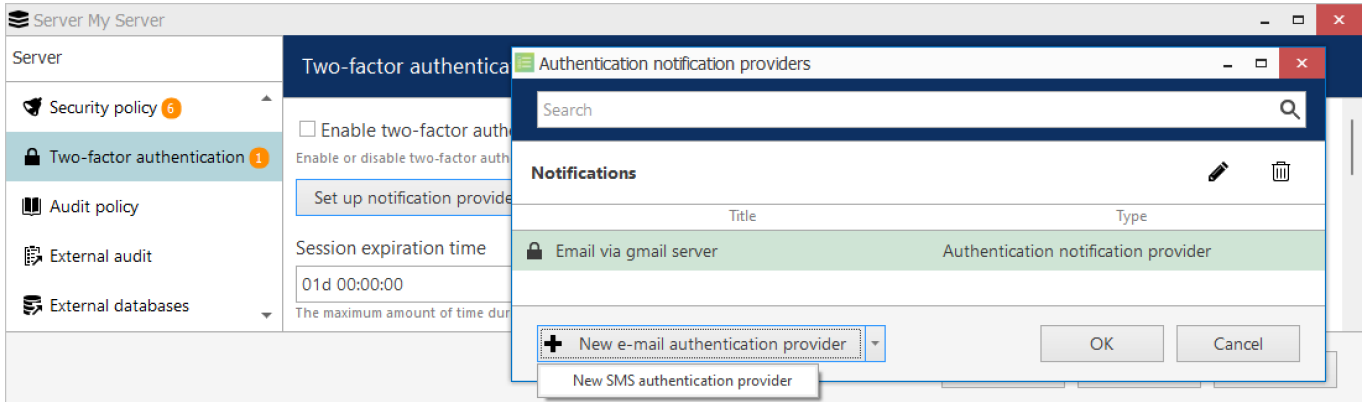 Server My Server
Server
Security policy 6
Two-factor authentication 1
Audit policy
External audit
External databases
Two-factor authentica
Enable two-factor auth
Enable or disable two-factor auth
Set up notification provide
Session expiration time
01d 00:00:00
The maximum amount of time dur
Authentication notification providers
Search
Notifications
Title Type
Email via gmail server Authentication notification provider
New e-mail authentication provider OK Cancel
New SMS authentication provider